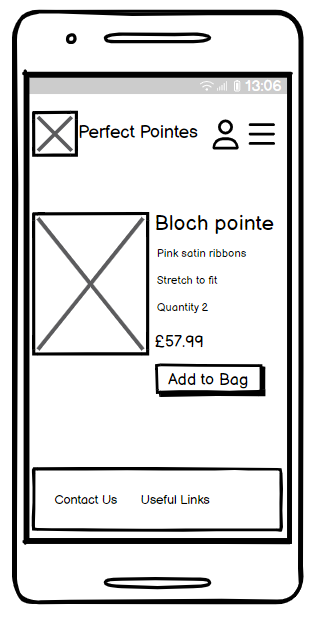 13:06
Perfect Pointes
Bloch pointe
Pink satin ribbons
Stretch to fit
Quantity 2
£57.99
Add to Bag
Contact Us Useful Links